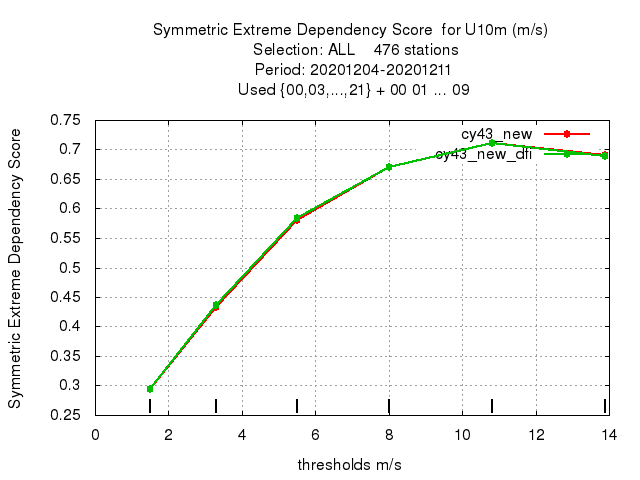 Symmetric Extreme Dependency Score  for U10m (m/s)
Selection: ALL    476 stations
Period: 20201204-20201211
Used {00,03,...,21} + 00 01 ... 09
Symmetric Extreme Dependency Score
0.75
0.7
0.65
0.6
0.55
0.5
0.45
0.4
0.35
0.3
0.25
cy43_new
cy43_new_dfi
0 2 4 6 8 10 12 14
thresholds m/s